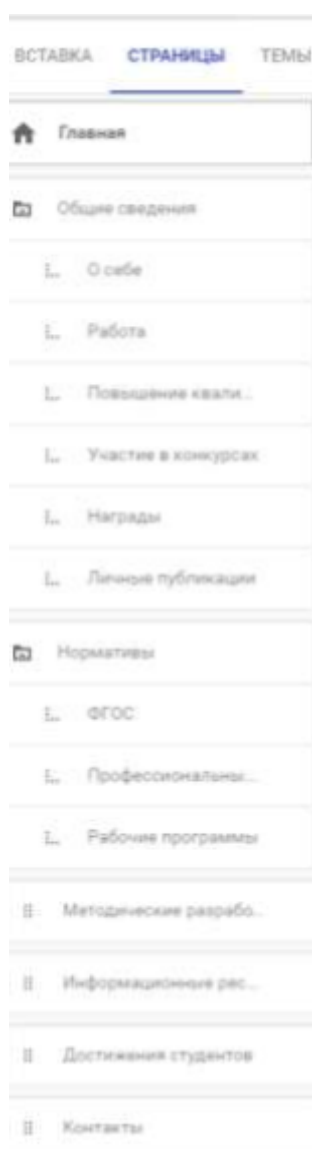 ВСТАВКА СТРАНИЦЫ ТЕМЫ
Главная
Общие сведения
О себе
Работа
Повышение квали...
Участие в конкурсах
Награды
Личные публикации
Нормативы
ФГОС
Профессиональны...
Рабочие программы
Методические разрабо...
Информационные рес...
Достижения студентов
Контакты